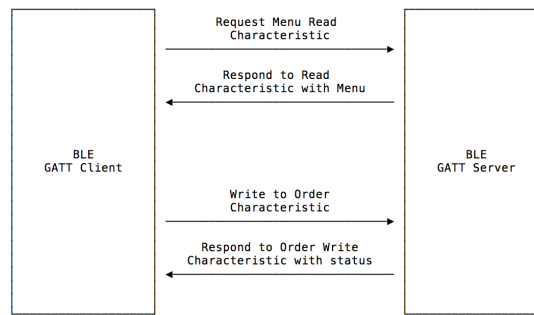 Request Menu Read
Characteristic
Respond to Read
Characteristic with Menu
BLE
GATT Client
BLE
GATT Server
Write to Order
Characteristic
Respond to Order Write
Characteristic with status